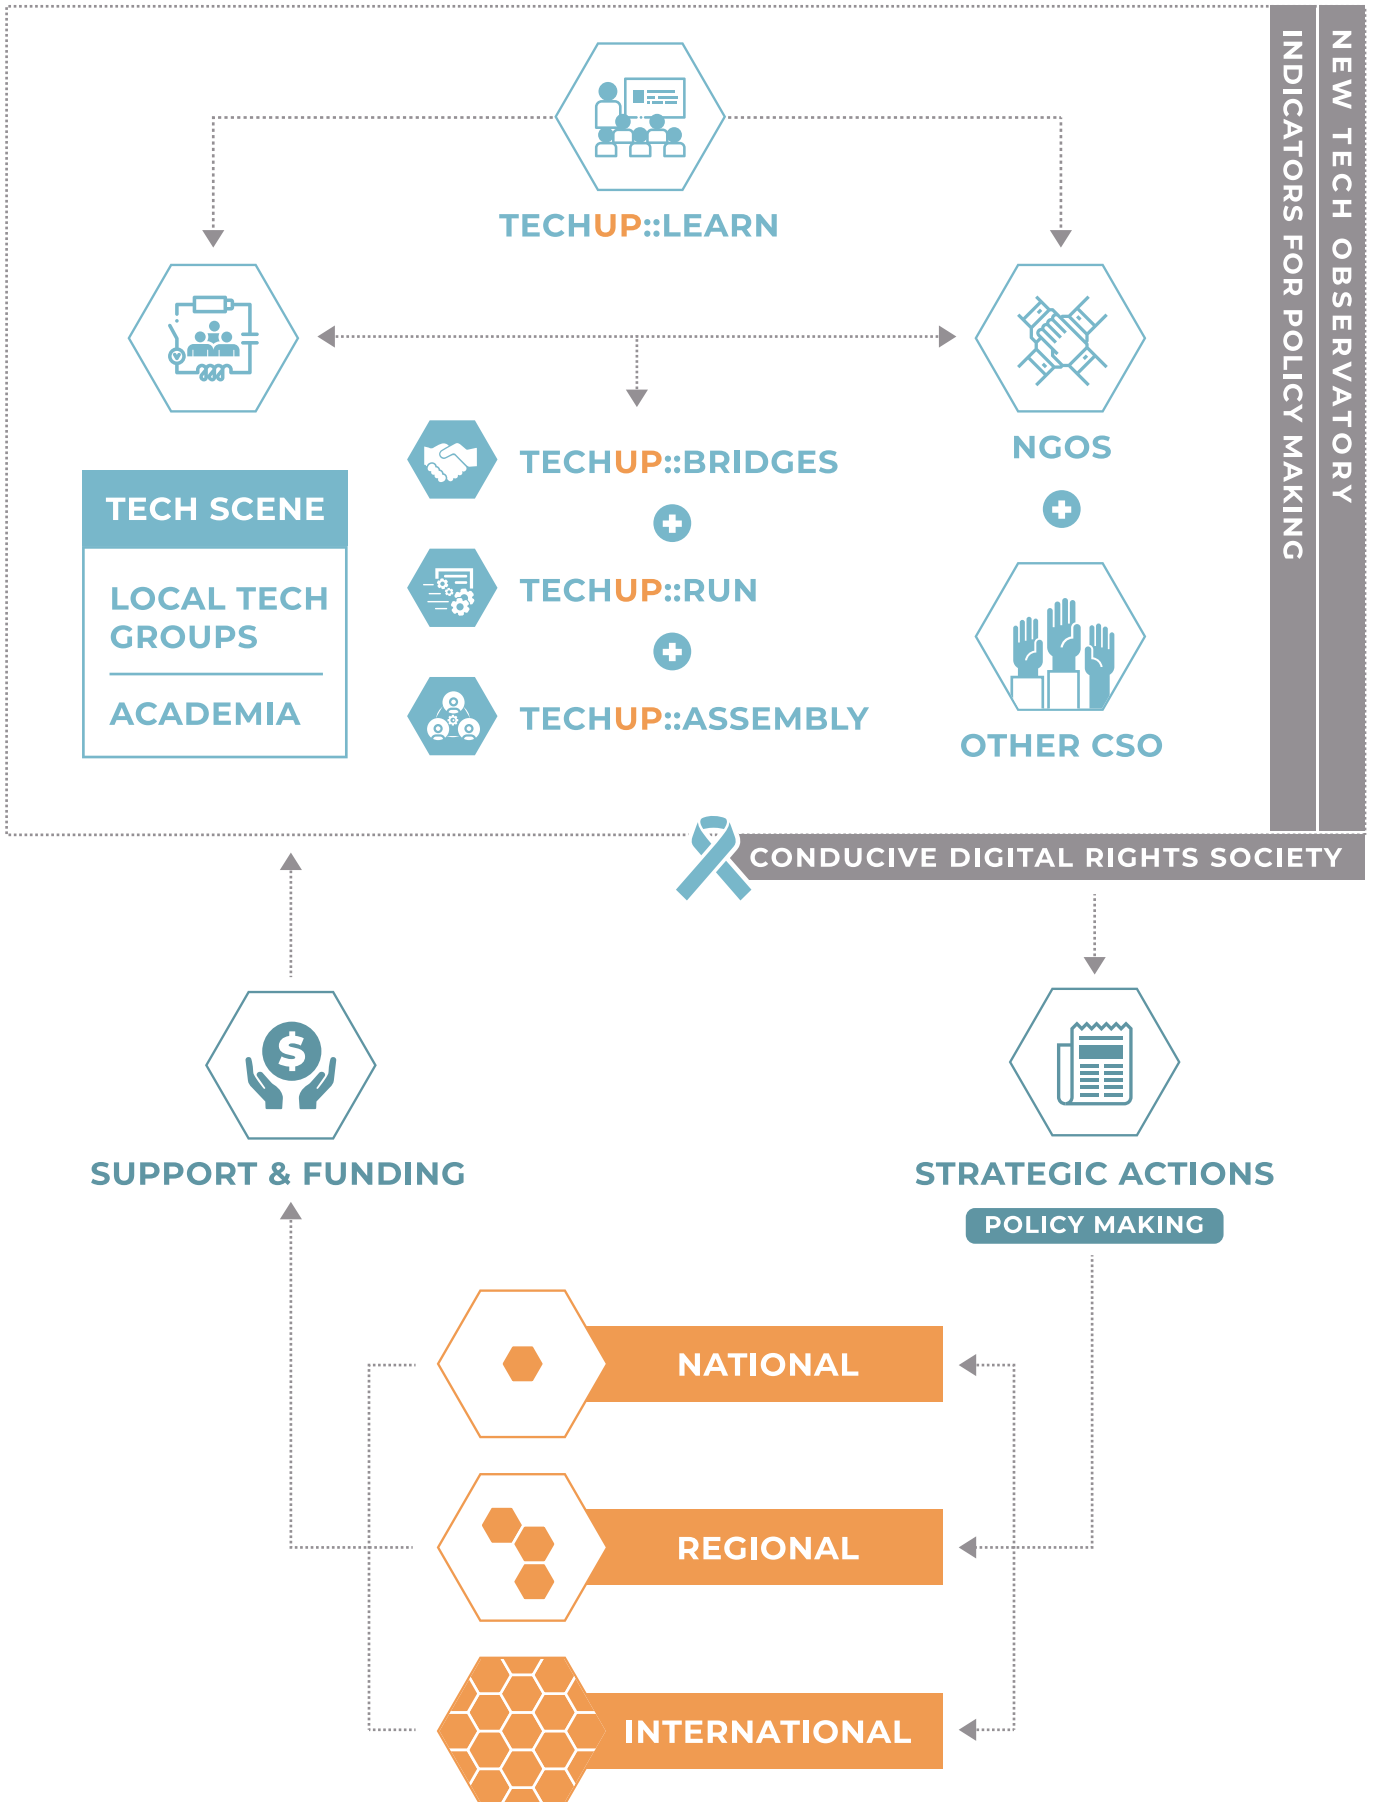 TECHUP::LEARN
NEW TECH OBSERVATORY
INDICATORS FOR POLICY MAKING
TECH SCENE
LOCAL TECH
GROUPS
ACADEMIA
TECHUP::BRIDGES
TECHUP::RUN
TECHUP::ASSEMBLY
NGOS
OTHER CSO
CONDUCIVE DIGITAL RIGHTS SOCIETY
$
SUPPORT & FUNDING
STRATEGIC ACTIONS
POLICY MAKING
NATIONAL
REGIONAL
INTERNATIONAL